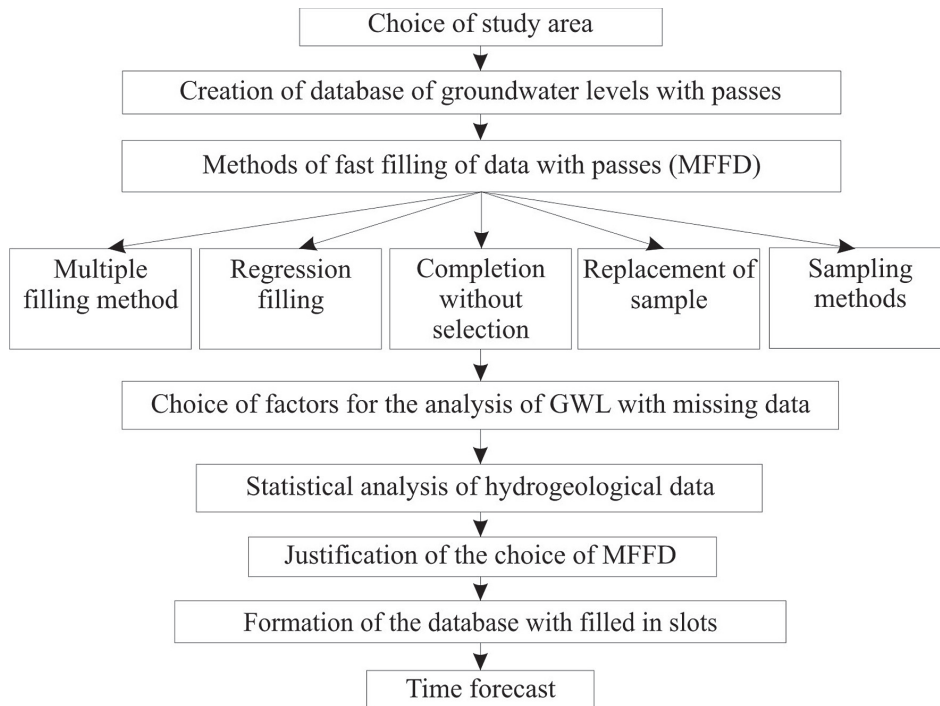 Choice of study area
Creation of database of groundwater levels with passes
Methods of fast filling of data with passes (MFFD)
Multiple
filling method
Regression
filling
Completion
without
selection
Replacement of
sample
Sampling
methods
Choice of factors for the analysis of GWL with missing data
Statistical analysis of hydrogeological data
Justification of the choice of MFFD
Formation of the database with filled in slots
Time forecast